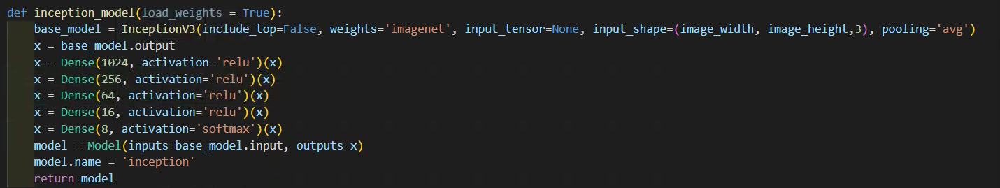 def inception_model(load_weights = True):
    base_model = InceptionV3(include_top=False, weights='imagenet', input_tensor=None, input_shape=(image_width, image_height,3), pooling='avg')
    x = base_model.output
    x = Dense(1024, activation='relu')(x)
    x = Dense(256, activation='relu')(x)
    x = Dense(64, activation='relu')(x)
    x = Dense(16, activation='relu')(x)
    x = Dense(8, activation='softmax')(x)
    model = Model(inputs=base_model.input, outputs=x)
    model.name = 'inception'
    return model